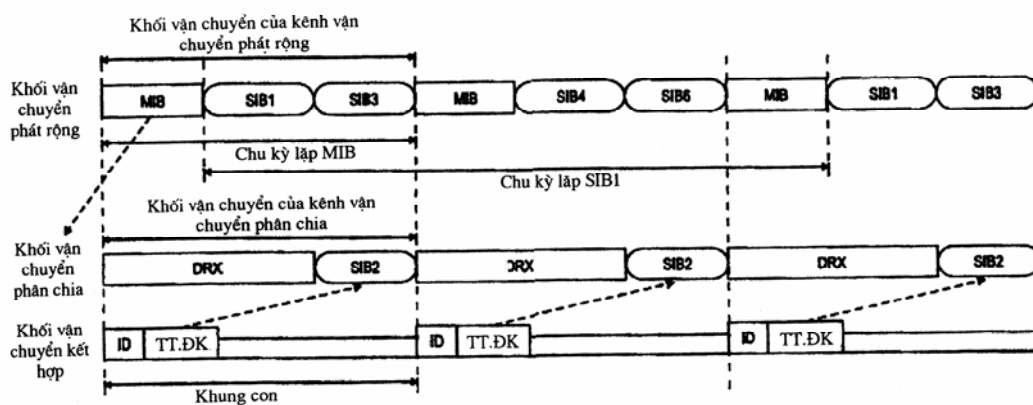 Khối vận chuyển của kênh vận
chuyển phát rộng
Khối vận
chuyển
phát rộng
MIB SIB1 SIB3 MIB SIB4 SIB6 MIB SIB1 SIB3
Chu kỳ lặp MIB
Chu kỳ lặp SIB1
Khối vận chuyển của kênh vận
chuyển phân chia
Khối vận
chuyển
phân chia
DRX SIB2 DRX SIB2 DRX SIB2
Khối vận
chuyển kết
hợp
ID TT.ĐK ID TT.ĐK ID TT.ĐK
Khung con